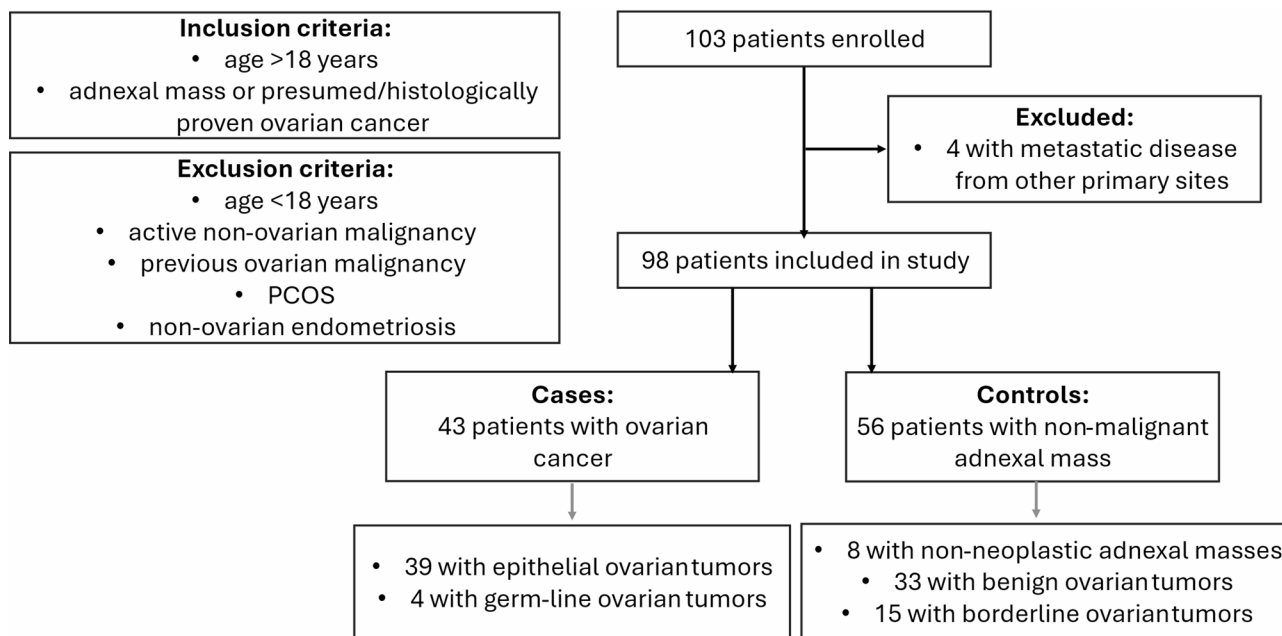 Inclusion criteria:
• age >18 years
• adnexal mass or presumed/histologically
proven ovarian cancer
Exclusion criteria:
• age <18 years
• active non-ovarian malignancy
• previous ovarian malignancy
• PCOS
• non-ovarian endometriosis
103 patients enrolled
Excluded:
• 4 with metastatic disease
from other primary sites
98 patients included in study
Cases:
43 patients with ovarian
cancer
Controls:
56 patients with non-malignant
adnexal mass
• 39 with epithelial ovarian tumors
• 4 with germ-line ovarian tumors
• 8 with non-neoplastic adnexal masses
• 33 with benign ovarian tumors
• 15 with borderline ovarian tumors